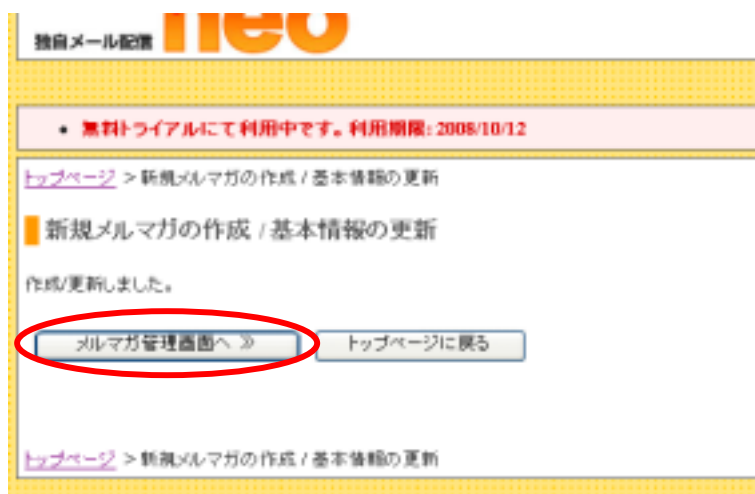 neo
独自メール配信
・ 無料トライアルにて利用中です。利用期限: 2008/10/12
トップページ > 新規メルマガの作成 / 基本情報の更新
新規メルマガの作成 / 基本情報の更新
作成/更新しました。
メルマガ管理画面へ ≫ トップページに戻る
トップページ > 新規メルマガの作成 / 基本情報の更新